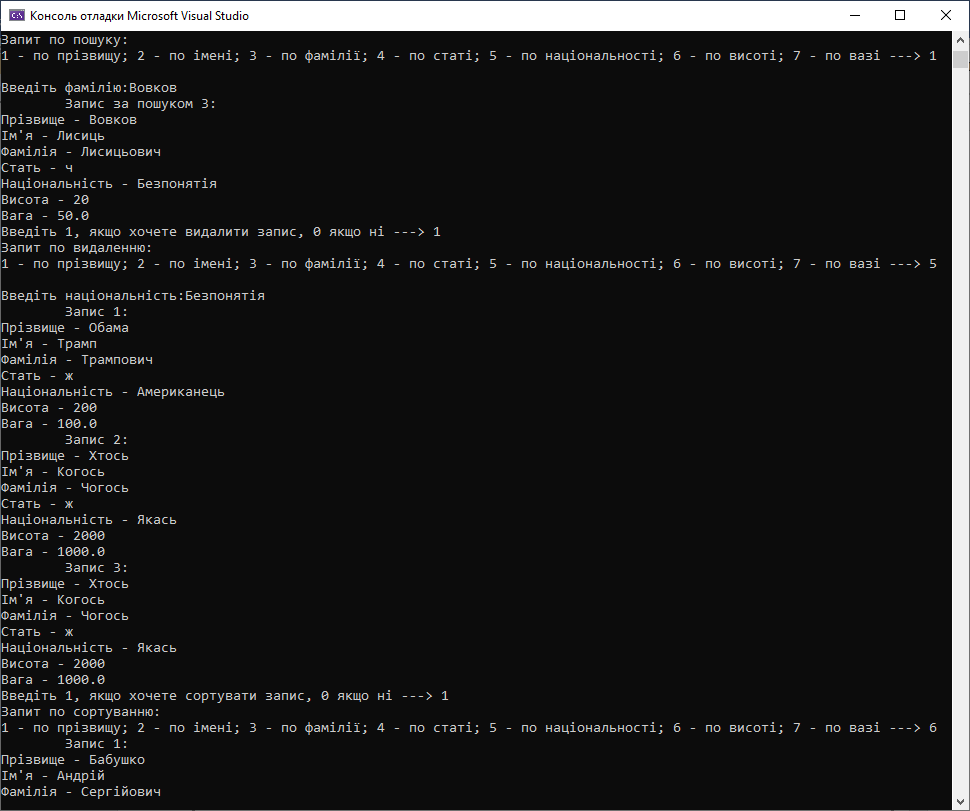 Консоль отладки Microsoft Visual Studio
Запит по пошуку:
1 - по прізвищу; 2 - по імені; 3 - по фамілії; 4 - по статі; 5 - по національності; 6 - по висоті; 7 - по вазі ---> 1
Введіть фамілію:Вовков
Запис за пошуком 3:
Прізвище - Вовков
Ім'я - Лисиць
Фамілія - Лисицьович
Стать - ч
Національність - Безпонятія
Висота - 20
Вага - 50.0
Введіть 1, якщо хочете видалити запис, 0 якщо ні ---> 1
Запит по видаленню:
1 - по прізвищу; 2 - по імені; 3 - по фамілії; 4 - по статі; 5 - по національності; 6 - по висоті; 7 - по вазі ---> 5
Введіть національність:Безпонятія
Запис 1:
Прізвище - Обама
Ім'я - Трамп
Фамілія - Трампович
Стать - ж
Національність - Американець
Висота - 200
Вага - 100.0
Запис 2:
Прізвище - Хтось
Ім'я - Когось
Фамілія - Чогось
Стать - ж
Національність - Якась
Висота - 2000
Вага - 1000.0
Запис 3:
Прізвище - Хтось
Ім'я - Когось
Фамілія - Чогось
Стать - ж
Національність - Якась
Висота - 2000
Вага - 1000.0
Введіть 1, якщо хочете сортувати запис, 0 якщо ні ---> 1
Запит по сортуванню:
1 - по прізвищу; 2 - по імені; 3 - по фамілії; 4 - по статі; 5 - по національності; 6 - по висоті; 7 - по вазі ---> 6
Запис 1:
Прізвище - Бабушко
Ім'я - Андрій
Фамілія - Сергійович